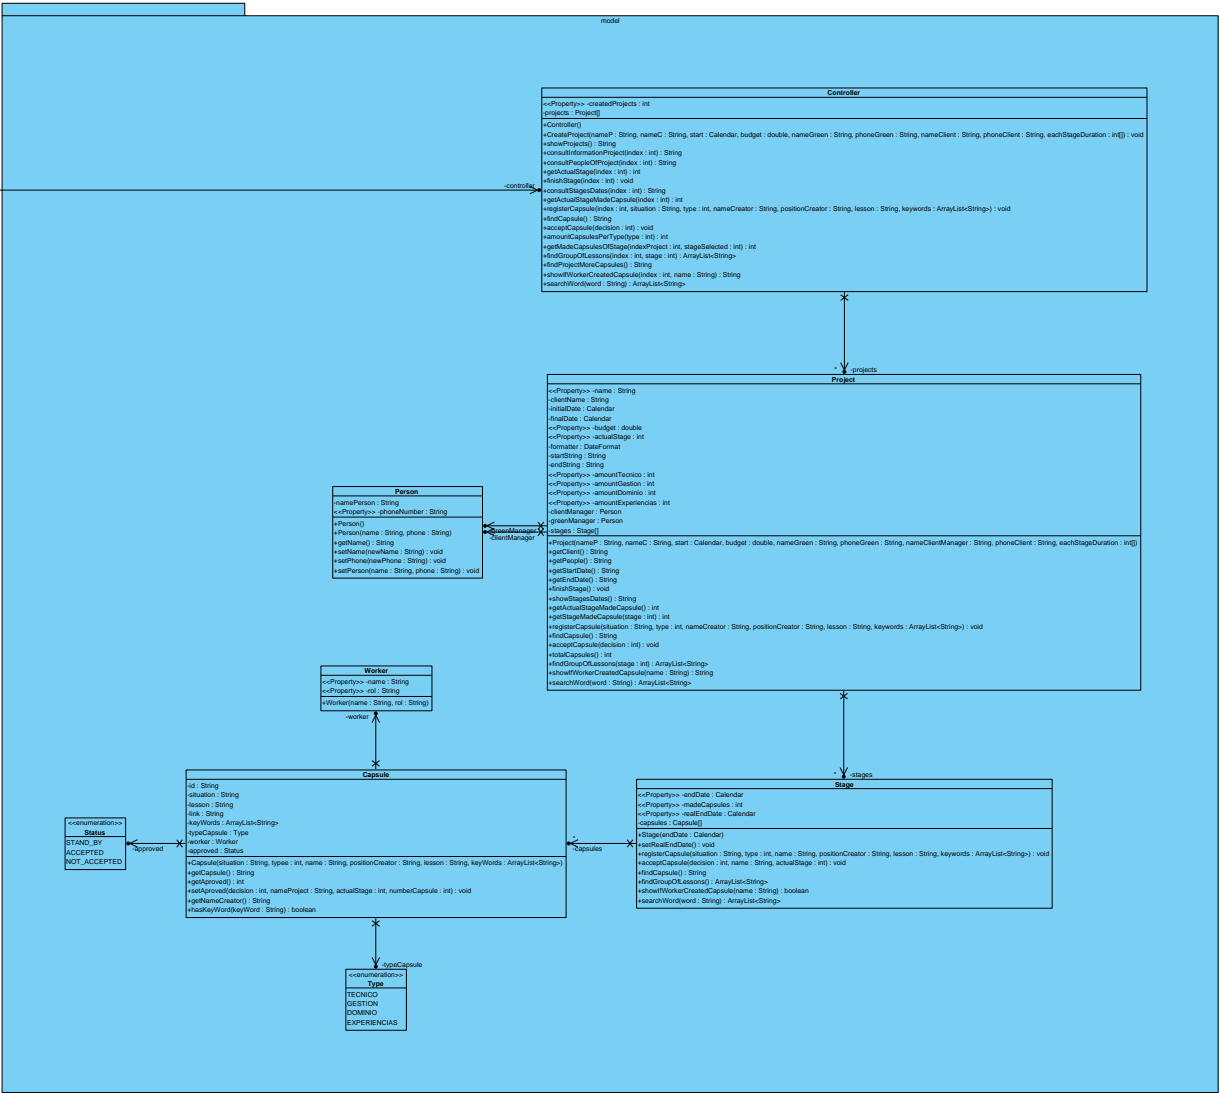 model
Controller
<<Property>> -createdProjects : int
-projects : Project[]
+Controller()
+CreateProject(nameP : String, nameC : String, start : Calendar, budget : double, nameGreen : String, phoneGreen : String, nameClient : String, phoneClient : String, eachStageDuration : int[]) : void
+showProjects() : String
+consultInformationProject(index : int) : String
+consultPeopleOfProject(index : int) : String
+getActualStage(index : int) : int
+finishStage(index : int) : void
+consultStagesDates(index : int) : String
+getActualStageMadeCapsule(index : int) : int
+registerCapsule(index : int, situation : String, type : int, nameCreator : String, positionCreator : String, lesson : String, keywords : ArrayList<String>) : void
+findCapsule() : String
+acceptCapsule(decision : int) : void
+amountCapsulesPerType(type : int) : int
+getMadeCapsulesOfStage(indexProject : int, stageSelected : int) : int
+findGroupOfLessons(index : int, stage : int) : ArrayList<String>
+findProjectMoreCapsules() : String
+showIfWorkerCreatedCapsule(index : int, name : String) : String
+searchWord(word : String) : ArrayList<String>
-controller
*
-projects
Project
<<Property>> -name : String
-clientName : String
-initialDate : Calendar
-finalDate : Calendar
<<Property>> -budget : double
<<Property>> -actualStage : int
-formatter : DateFormat
-startString : String
-endString : String
<<Property>> -amountTecnico : int
<<Property>> -amountGestion : int
<<Property>> -amountDominio : int
<<Property>> -amountExperiencias : int
-clientManager : Person
-greenManager : Person
-stages : Stage[]
+Project(nameP : String, nameC : String, start : Calendar, budget : double, nameGreen : String, phoneGreen : String, nameClientManager : String, phoneClient : String, eachStageDuration : int[])
+getClient() : String
+getPeople() : String
+getStartDate() : String
+getEndDate() : String
+finishStage() : void
+showStagesDates() : String
+getActualStageMadeCapsule() : int
+getStageMadeCapsule(stage : int) : int
+registerCapsule(situation : String, type : int, nameCreator : String, positionCreator : String, lesson : String, keywords : ArrayList<String>) : void
+findCapsule() : String
+acceptCapsule(decision : int) : void
+totalCapsules() : int
+findGroupOfLessons(stage : int) : ArrayList<String>
+showIfWorkerCreatedCapsule(name : String) : String
+searchWord(word : String) : ArrayList<String>
Person
-namePerson : String
<<Property>> -phoneNumber : String
+Person()
+Person(name : String, phone : String)
+getName() : String
+setName(newName : String) : void
+setPhone(newPhone : String) : void
+setPerson(name : String, phone : String) : void
-greenManager
-clientManager
Worker
<<Property>> -name : String
<<Property>> -rol : String
+Worker(name : String, rol : String)
-worker
*
-stages
Capsule
-id : String
-situation : String
-lesson : String
-link : String
-keyWords : ArrayList<String>
-typeCapsule : Type
-worker : Worker
-approved : Status
+Capsule(situation : String, typee : int, name : String, positionCreator : String, lesson : String, keyWords : ArrayList<String>)
+getCapsule() : String
+getAproved() : int
+setAproved(decision : int, nameProject : String, actualStage : int, numberCapsule : int) : void
+getNameCreator() : String
+hasKeyWord(keyWord : String) : boolean
Stage
<<Property>> -endDate : Calendar
<<Property>> -madeCapsules : int
<<Property>> -realEndDate : Calendar
-capsules : Capsule[]
+Stage(endDate : Calendar)
+setRealEndDate() : void
+registerCapsule(situation : String, type : int, name : String, positionCreator : String, lesson : String, keywords : ArrayList<String>) : void
+acceptCapsule(decision : int, name : String, actualStage : int) : void
+findCapsule() : String
+findGroupOfLessons() : ArrayList<String>
+showIfWorkerCreatedCapsule(name : String) : boolean
+searchWord(word : String) : ArrayList<String>
*
-capsules
<<enumeration>>
Status
STAND_BY
ACCEPTED
NOT_ACCEPTED
-approved
-typeCapsule
<<enumeration>>
Type
TECNICO
GESTION
DOMINIO
EXPERIENCIAS